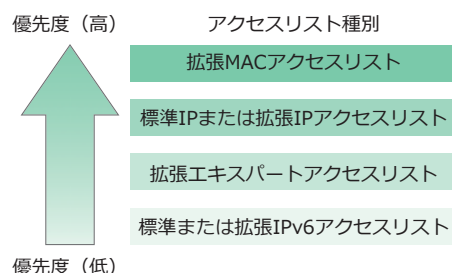 優先度（高）
アクセスリスト種別
拡張MACアクセスリスト
標準IPまたは拡張IPアクセスリスト
拡張エキスパートアクセスリスト
標準または拡張IPv6アクセスリスト
優先度（低）